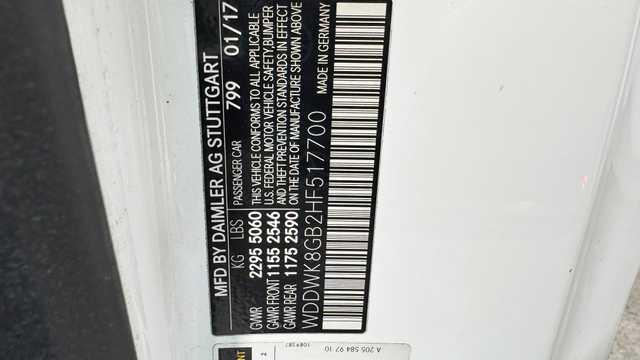 MFD BY DAIMLER AG STUTTGART
799 01/17
PASSENGER CAR
KG LBS
GVWR 2295 5060
GAWR FRONT 1155 2546
GAWR REAR 1175 2590
THIS VEHICLE CONFORMS TO ALL APPLICABLE
U.S. FEDERAL MOTOR VEHICLE SAFETY,BUMPER
AND THEFT PREVENTION STANDARDS IN EFFECT
ON DATE OF MANUFACTURE SHOWN ABOVE
WDDWK8GB2HF517700
MADE IN GERMANY
A 205 584 97 10
2